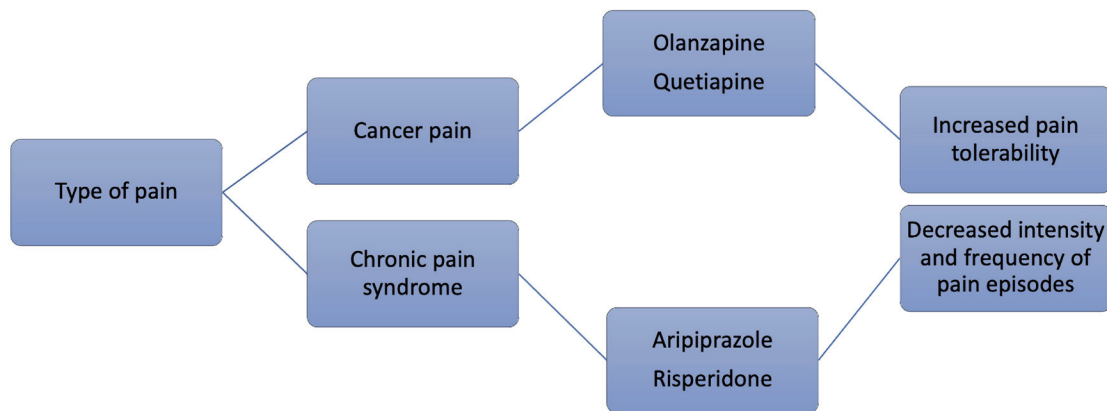 Type of pain
Cancer pain
Olanzapine
Quetiapine
Increased pain
tolerability
Chronic pain
syndrome
Aripiprazole
Risperidone
Decreased intensity
and frequency of
pain episodes